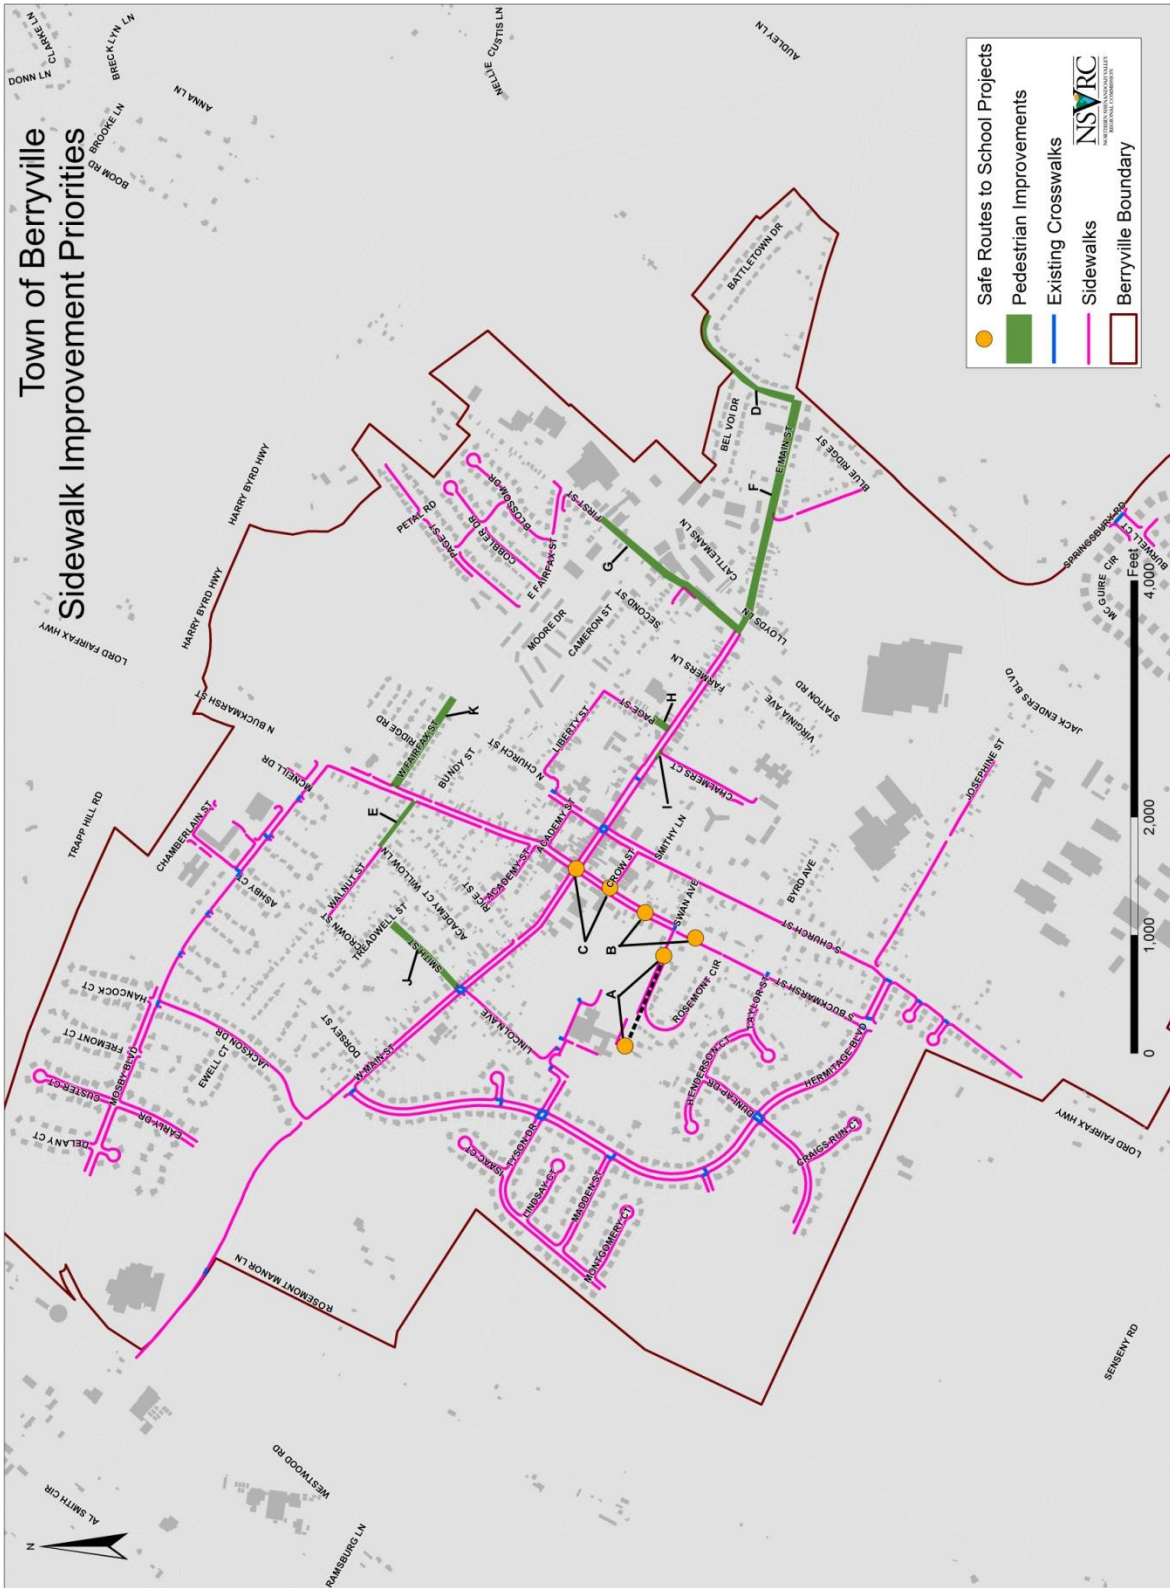 Town of Berryville
Sidewalk Improvement Priorities
DONN LN
CLARKE LN
BRECKLYN LN
ANNA LN
BROOKE LN
BOOM RD
NELLIE CUSTIS LN
AUDLEY LN
HARRY BYRD HWY
LORD FAIRFAX HWY
HARRY BYRD HWY
N BUCKMARSH ST
TRAPP HILL RD
MCNEILL DR
CHAMBERLAIN ST
ASHBY CT
HANCOCK CT
FREMONT CT
MOSBY BLVD
CUSTER CT
EARLY DR
DELANY CT
EWELL CT
JACKSON DR
DORSEY ST
W MAIN ST
ROSEMONT MANOR LN
WESTWOOD RD
AL SMITH CIR
RAMSBURG LN
N
BATTLETOWN DR
BEL VOI DR
D
E MAIN ST
F
BLUE RIDGE ST
PETAL RD
PAGE ST
COBBLER DR
BLOSSOM DR
E FAIRFAX ST
FIRST ST
G
CATTLEMANS LN
SECOND ST
MOORE DR
CAMERON ST
LLOYDS LN
FARMERS LN
PAGE ST
H
LIBERTY ST
N CHURCH ST
BUNDY ST
RIDGE RD
W FAIRFAX ST
K
E
WALNUT ST
WILLOW LN
CROWN ST
TREADWELL ST
ACADEMY CT
RICE ST
ACADEMY ST
ACADEMY ST
SMITH ST
J
VIRGINIA AVE
STATION RD
CHALMERS CT
I
SMITHY LN
CROW ST
C
B
A
SWAN AVE
BYRD AVE
S CHURCH ST
ROSEMONT CIR
S BUCKMARSH ST
TAYLOR ST
LINCOLN AVE
HENDERSON CT
DUNLAP DR
HERMITAGE BLVD
CRAIGS RUN CT
ISAAC CT
TYSON DR
LINDSAY CT
MADDEN ST
MONTGOMERY CT
JOSEPHINE ST
JACK ENDERS BLVD
MC GUIRE CIR
SPRINGSBURY RD
BURWELL CT
LORD FAIRFAX HWY
SENSENY RD
Feet
0
1,000
2,000
4,000
Safe Routes to School Projects
Pedestrian Improvements
Existing Crosswalks
Sidewalks
Berryville Boundary
NSVRC
NORTHERN SHENANDOAH VALLEY
REGIONAL COMMISSION